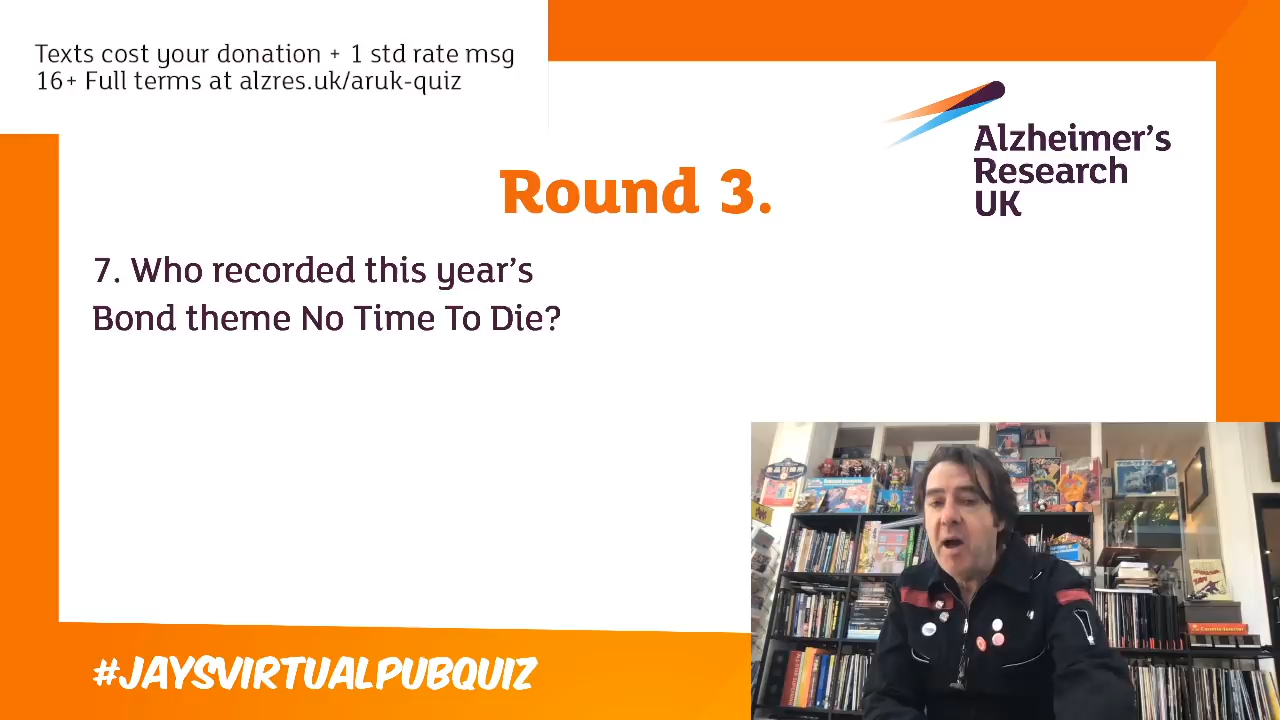 Texts cost your donation + 1 std rate msg
16+ Full terms at alzres.uk/aruk-quiz
Alzheimer's
Research
UK
Round 3.
7. Who recorded this year's
Bond theme No Time To Die?
#JAYSVIRTUALPUBQUIZ